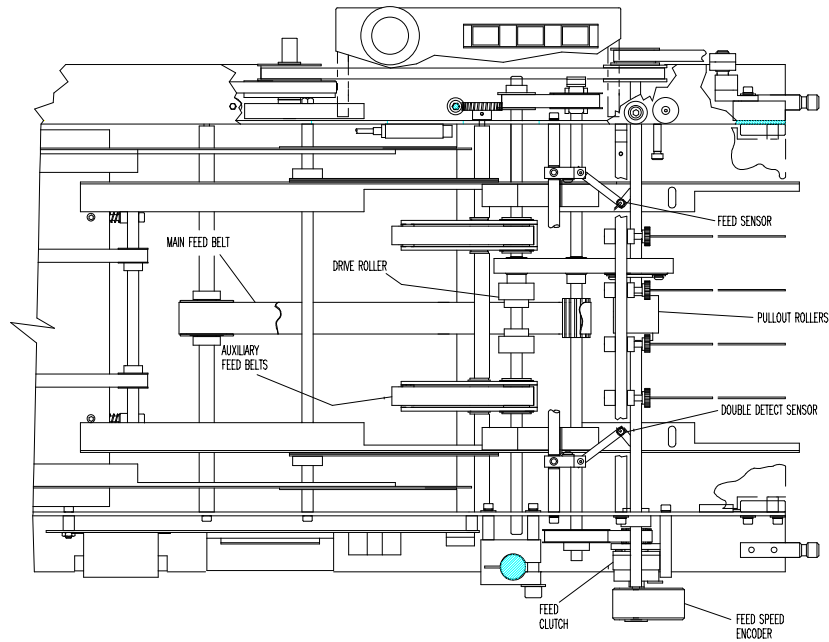 FEED SENSOR
MAIN FEED BELT
DRIVE ROLLER
PULLOUT ROLLERS
AUXILIARY
FEED BELTS
DOUBLE DETECT SENSOR
FEED
CLUTCH
FEED SPEED
ENCODER